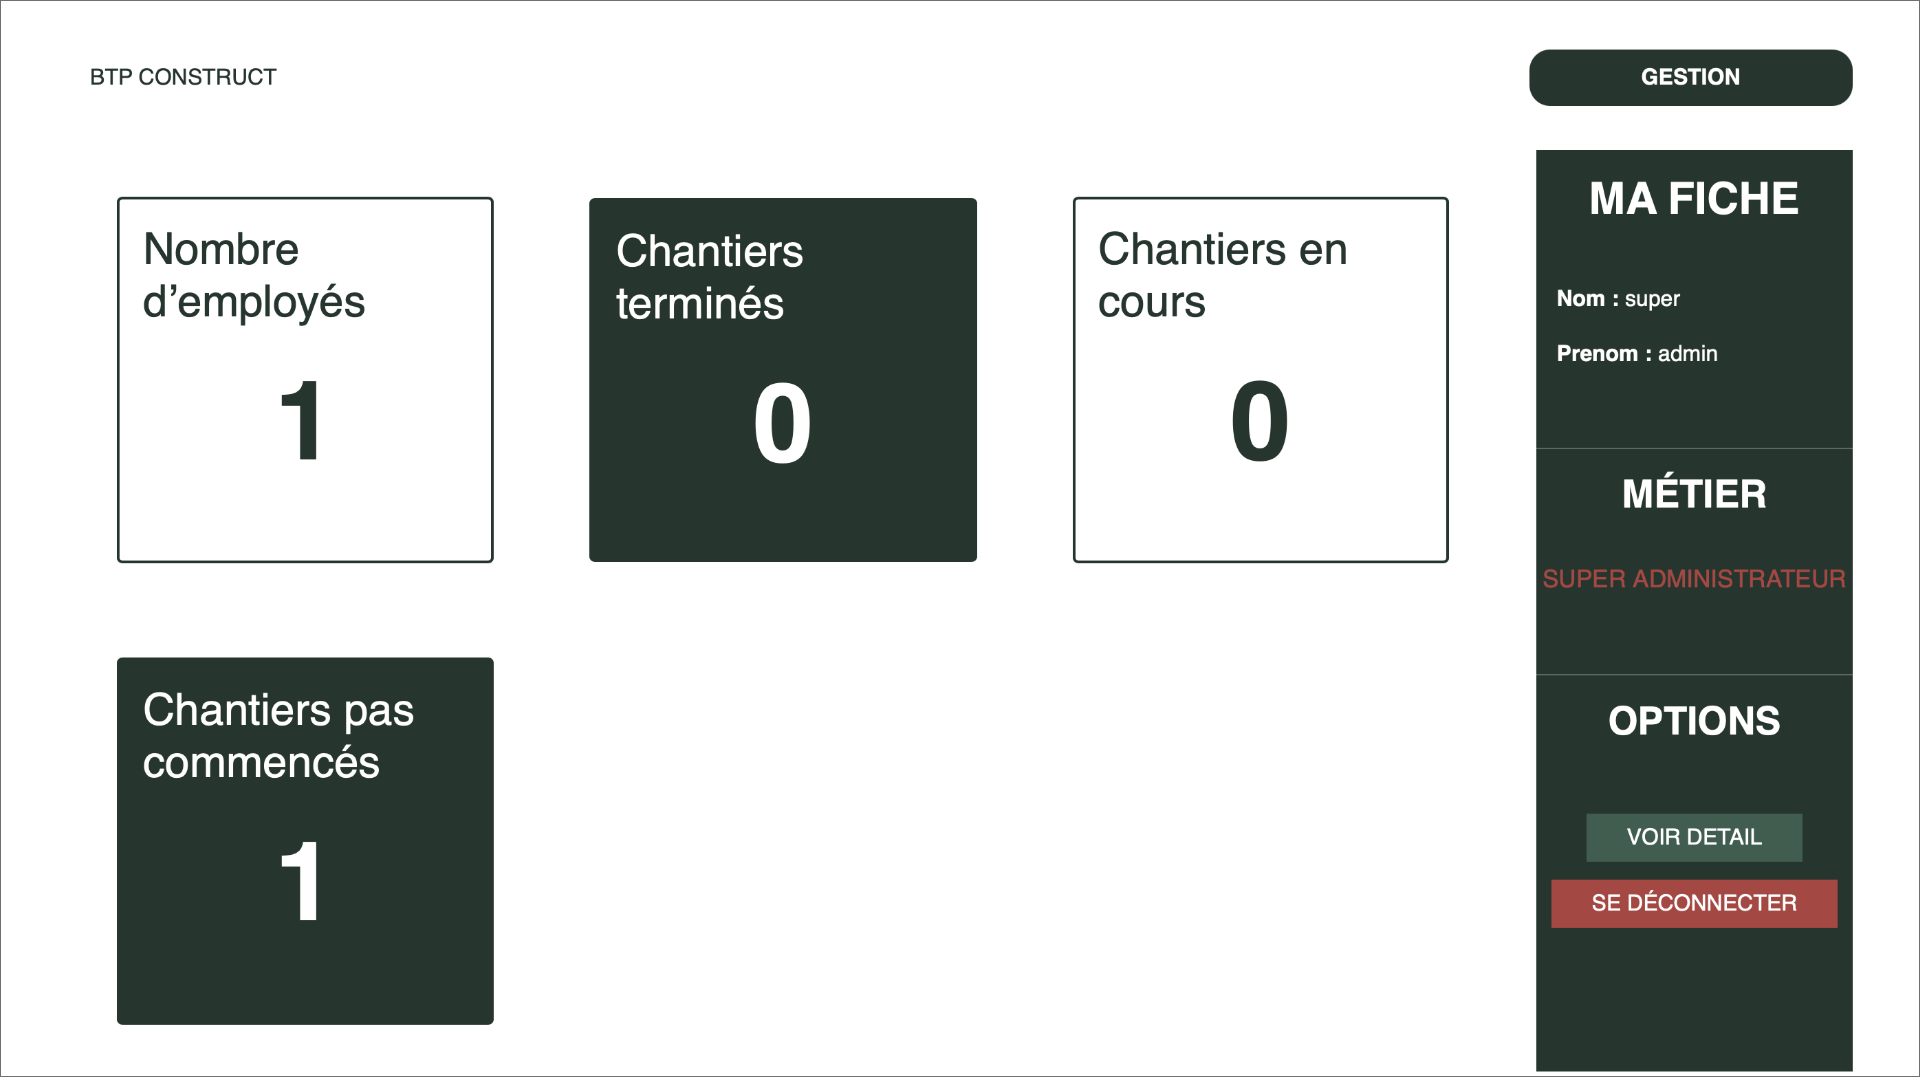 BTP CONSTRUCT
GESTION
Nombre
d’employés
1
Chantiers
terminés
0
Chantiers en
cours
0
Chantiers pas
commencés
1
MA FICHE
Nom : super
Prenom : admin
MÉTIER
SUPER ADMINISTRATEUR
OPTIONS
VOIR DETAIL
SE DÉCONNECTER